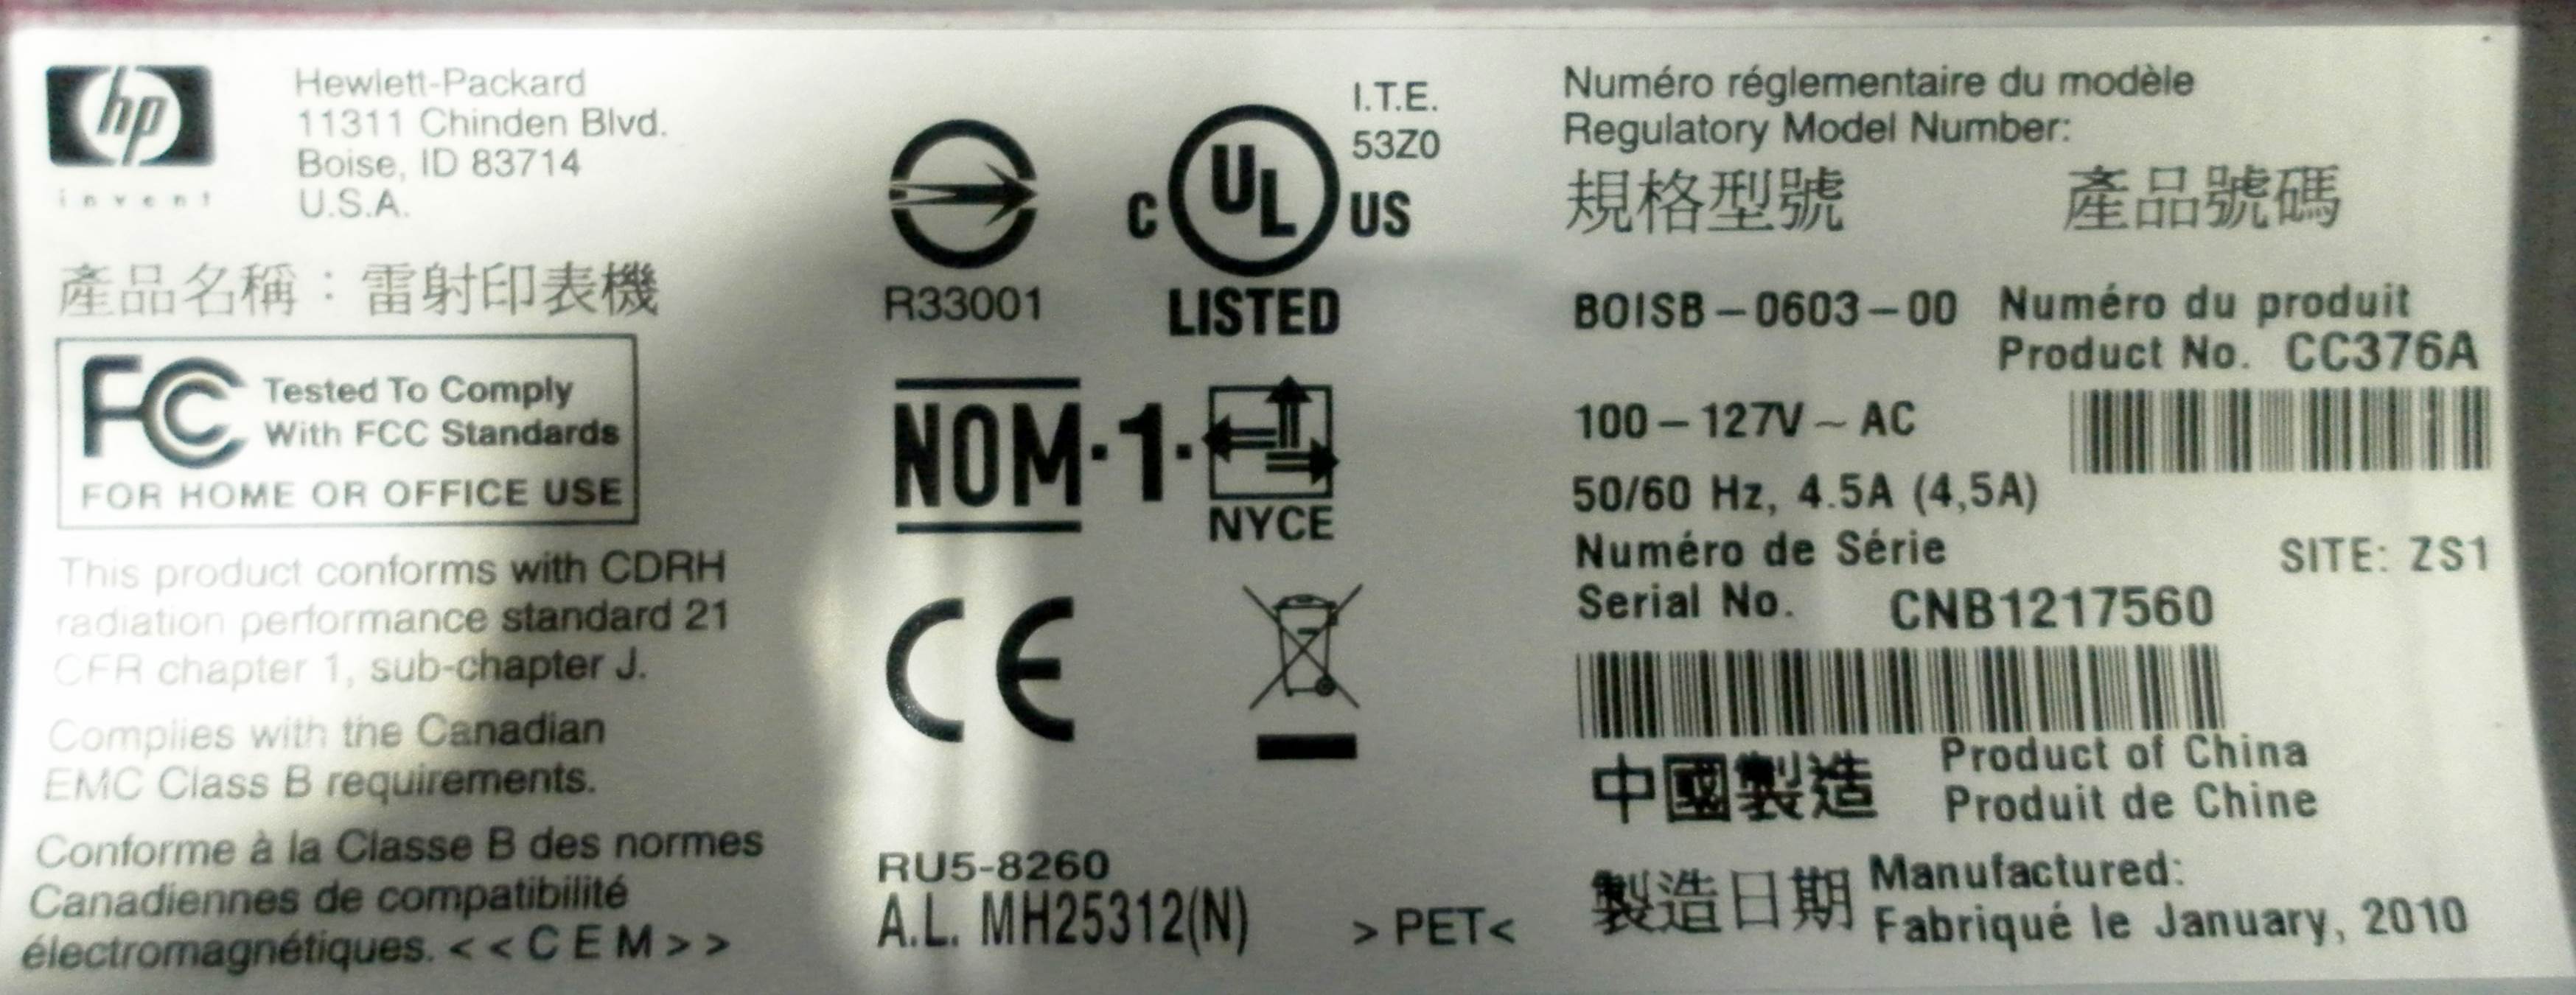 hp
invent
Hewlett-Packard
11311 Chinden Blvd.
Boise, ID 83714
U.S.A.
產品名稱：雷射印表機
FC Tested To Comply
With FCC Standards
FOR HOME OR OFFICE USE
This product conforms with CDRH
radiation performance standard 21
CFR chapter 1, sub-chapter J.
Complies with the Canadian
EMC Class B requirements.
Conforme à la Classe B des normes
Canadiennes de compatibilité
électromagnétiques. < < C E M > >
R33001
I.T.E.
53Z0
C UL US
LISTED
NOM·1·
NYCE
CE
RU5-8260
A.L. MH25312(N)
> PET <
Numéro réglementaire du modèle
Regulatory Model Number:
規格型號 產品號碼
BOISB-0603-00 Numéro du produit
Product No. CC376A
100-127V~AC
50/60 Hz, 4.5A (4,5A)
Numéro de Série
SITE: ZS1
Serial No. CNB1217560
中國製造 Product of China
Produit de Chine
製造日期 Manufactured:
Fabriqué le January, 2010